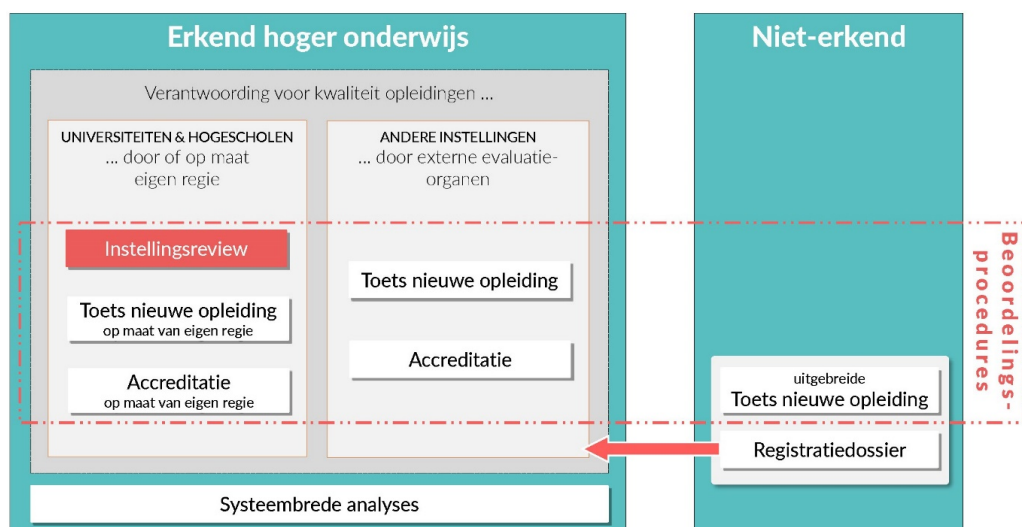 Erkend hoger onderwijs
Verantwoording voor kwaliteit opleidingen ...
UNIVERSITEITEN & HOGESCHOLEN
... door of op maat
eigen regie
Instellingsreview
Toets nieuwe opleiding
op maat van eigen regie
Accreditatie
op maat van eigen regie
ANDERE INSTELLINGEN
... door externe evaluatie-
organen
Toets nieuwe opleiding
Accreditatie
Systeembrede analyses
Niet-erkend
uitgebreide
Toets nieuwe opleiding
Registratiedossier
Beoordelings-
procedures